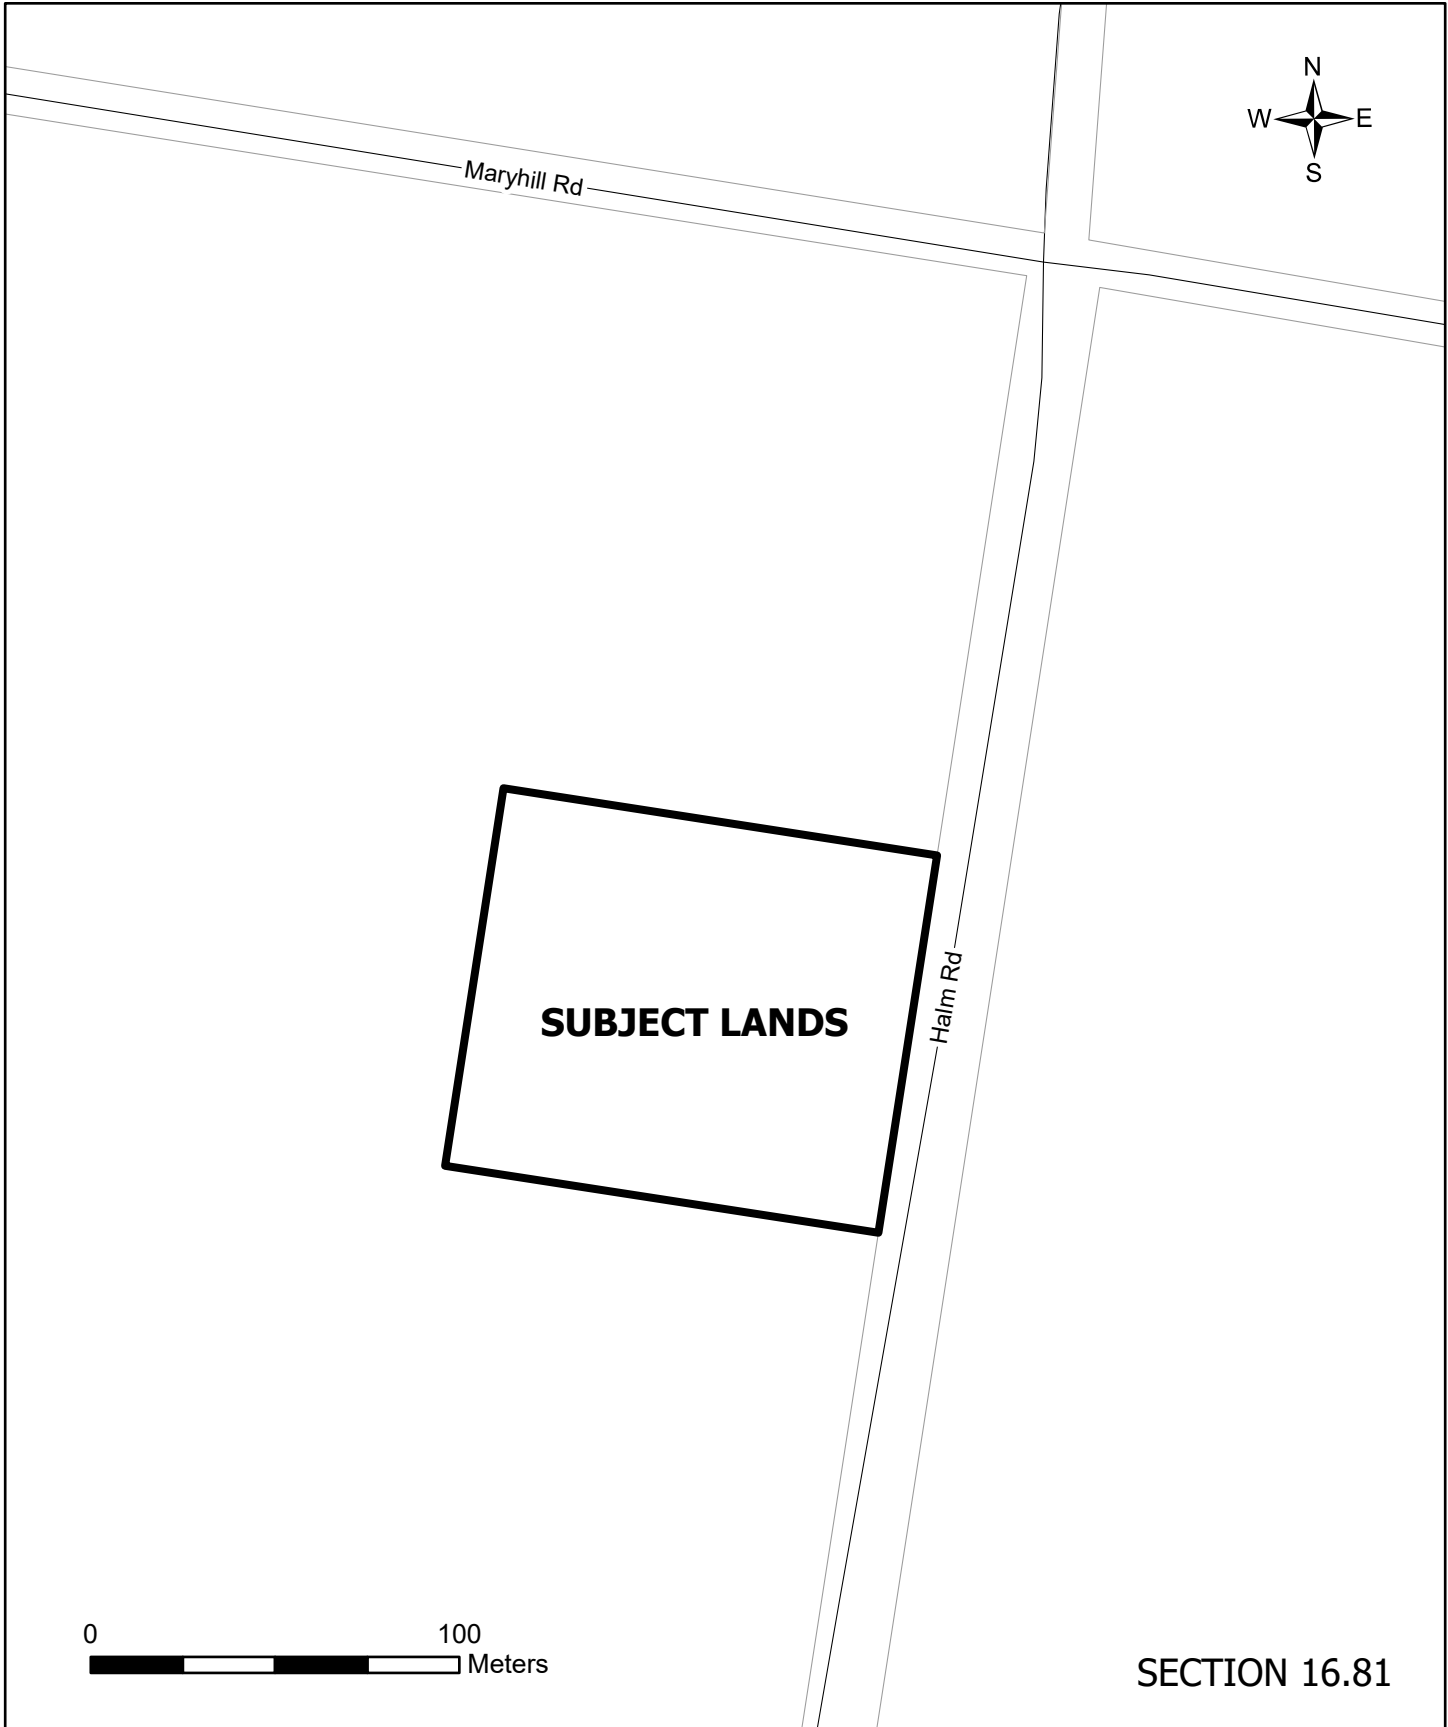 N
W E
S
Maryhill Rd
Halm Rd
SUBJECT LANDS
0 100
Meters
SECTION 16.81